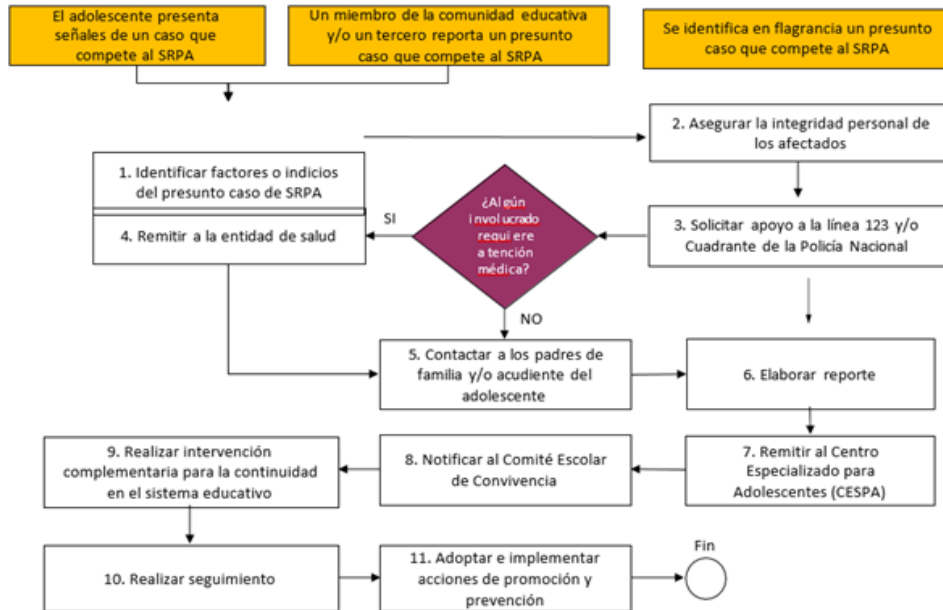 El adolescente presenta
señales de un caso que
compete al SRPA
Un miembro de la comunidad educativa
y/o un tercero reporta un presunto
caso que compete al SRPA
Se identifica en flagrancia un presunto
caso que compete al SRPA
2. Asegurar la integridad personal de
los afectados
1. Identificar factores o indicios
del presunto caso de SRPA
4. Remitir a la entidad de salud
SI
¿Algún
involucrado
requiere
atención
médica?
3. Solicitar apoyo a la línea 123 y/o
Cuadrante de la Policía Nacional
NO
5. Contactar a los padres de
familia y/o acudiente del
adolescente
6. Elaborar reporte
9. Realizar intervención
complementaria para la continuidad
en el sistema educativo
8. Notificar al Comité Escolar
de Convivencia
7. Remitir al Centro
Especializado para
Adolescentes (CESPA)
10. Realizar seguimiento
11. Adoptar e implementar
acciones de promoción y
prevención
Fin